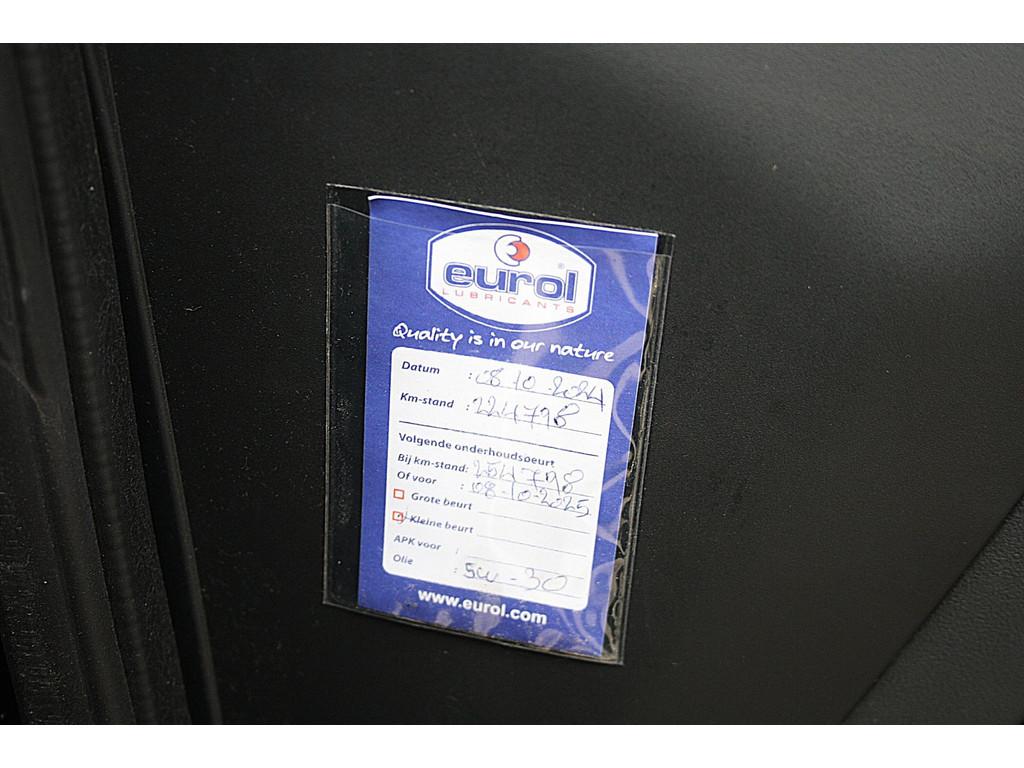 eurol®
LUBRICANTS
Quality is in our nature
Datum : 08-10-2024
Km-stand : 224798
Volgende onderhoudsbeurt
Bij km-stand: 254798
Of voor : 08-10-2025
Grote beurt
Kleine beurt
APK voor :
Olie : 5w-30
www.eurol.com